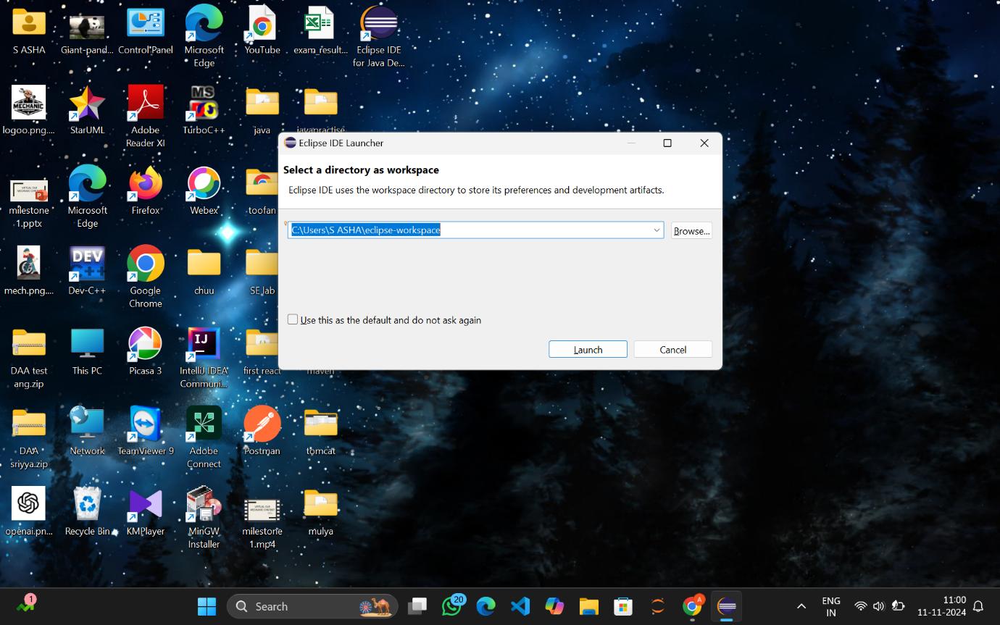 S ASHA
Giant-pand...
Control Panel
Microsoft
Edge
YouTube
exam_result...
Eclipse IDE
for Java De...
MECHANIC
logoo.png....
StarUML
Adobe
Reader XI
MS
TurboC++
java
javapractise
Eclipse IDE Launcher
Select a directory as workspace
Eclipse IDE uses the workspace directory to store its preferences and development artifacts.
C:\Users\S ASHA\eclipse-workspace
Browse...
Use this as the default and do not ask again
Launch
Cancel
milestone
1.pptx
Microsoft
Edge
Firefox
Webex
toofan
mech.png....
DEV
C++
Dev-C++
Google
Chrome
chuu
SE lab
DAA test
ang.zip
This PC
Picasa 3
IJ
IntelliJ IDEA
Communi...
first react
maven
DAA
sriyya.zip
Network
TeamViewer 9
Adobe
Connect
Postman
tomcat
openai.pn...
Recycle Bin
KMPlayer
MinGW
Installer
milestone
1.mp4
mulya
1
Search
20
A
ENG
IN
11:00
11-11-2024